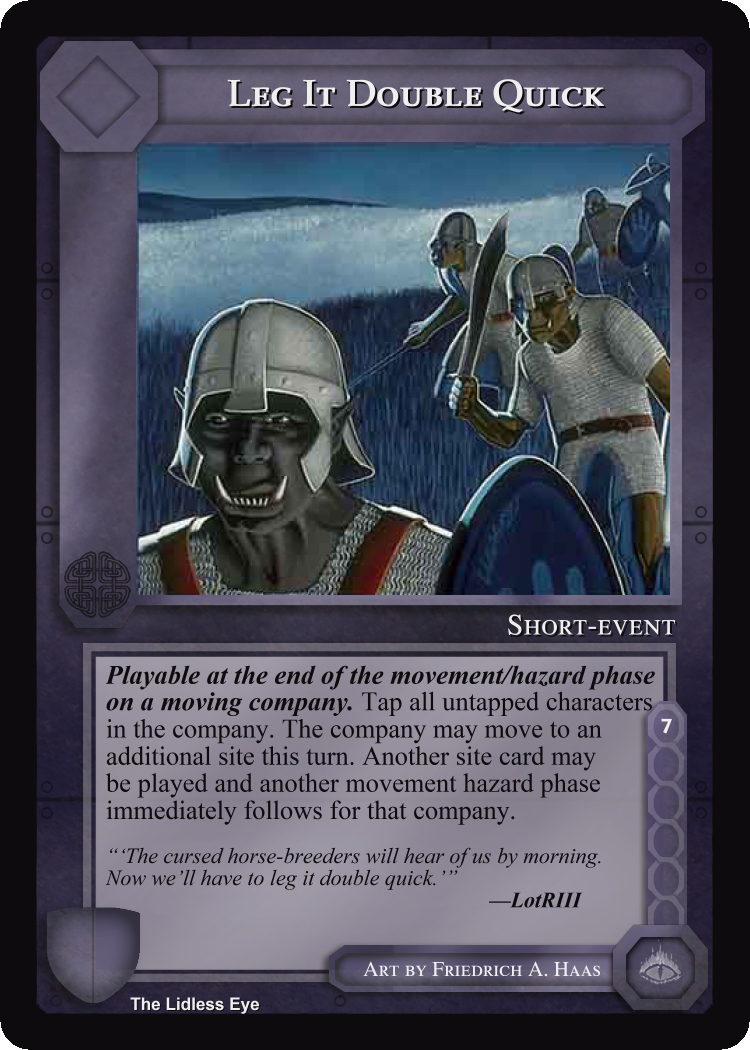 Leg It Double Quick
Short-event
Playable at the end of the movement/hazard phase
on a moving company. Tap all untapped characters
in the company. The company may move to an
additional site this turn. Another site card may
be played and another movement hazard phase
immediately follows for that company.
7
“‘The cursed horse-breeders will hear of us by morning.
Now we’ll have to leg it double quick.’”
—LotRIII
Art by Friedrich A. Haas
The Lidless Eye